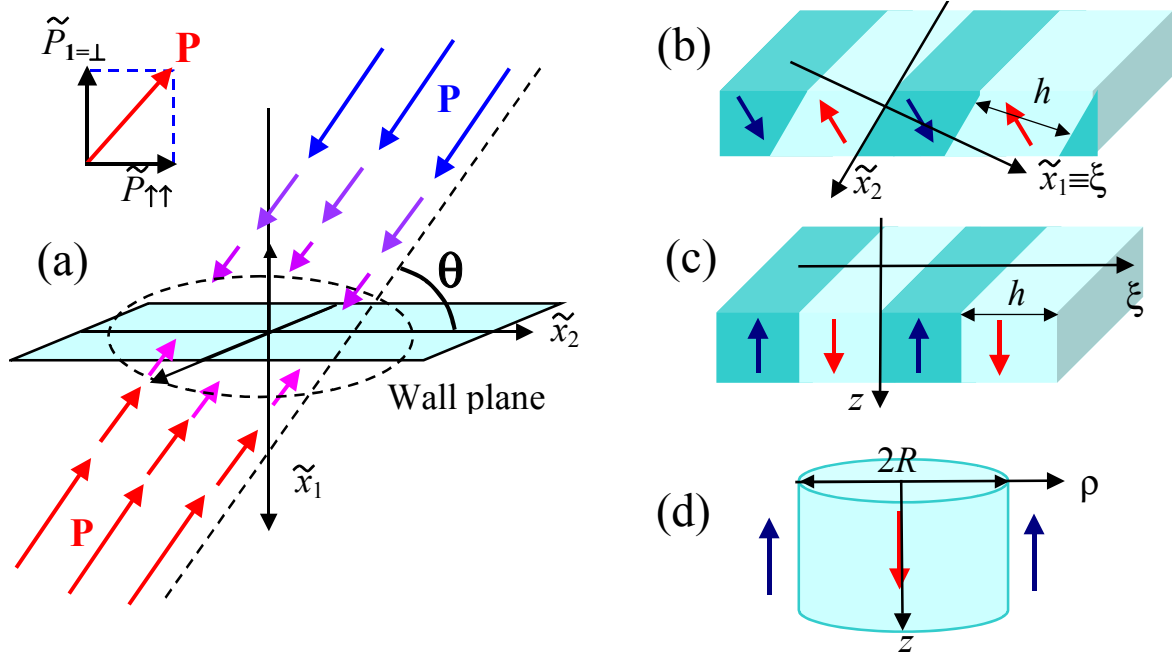 P̃₁₌⊥
P
P̃↑↑
(a)
P
θ
x̃₂
Wall plane
x̃₁
P
(b)
h
x̃₂
x̃₁≡ξ
(c)
h
ξ
z
(d)
2R
ρ
z